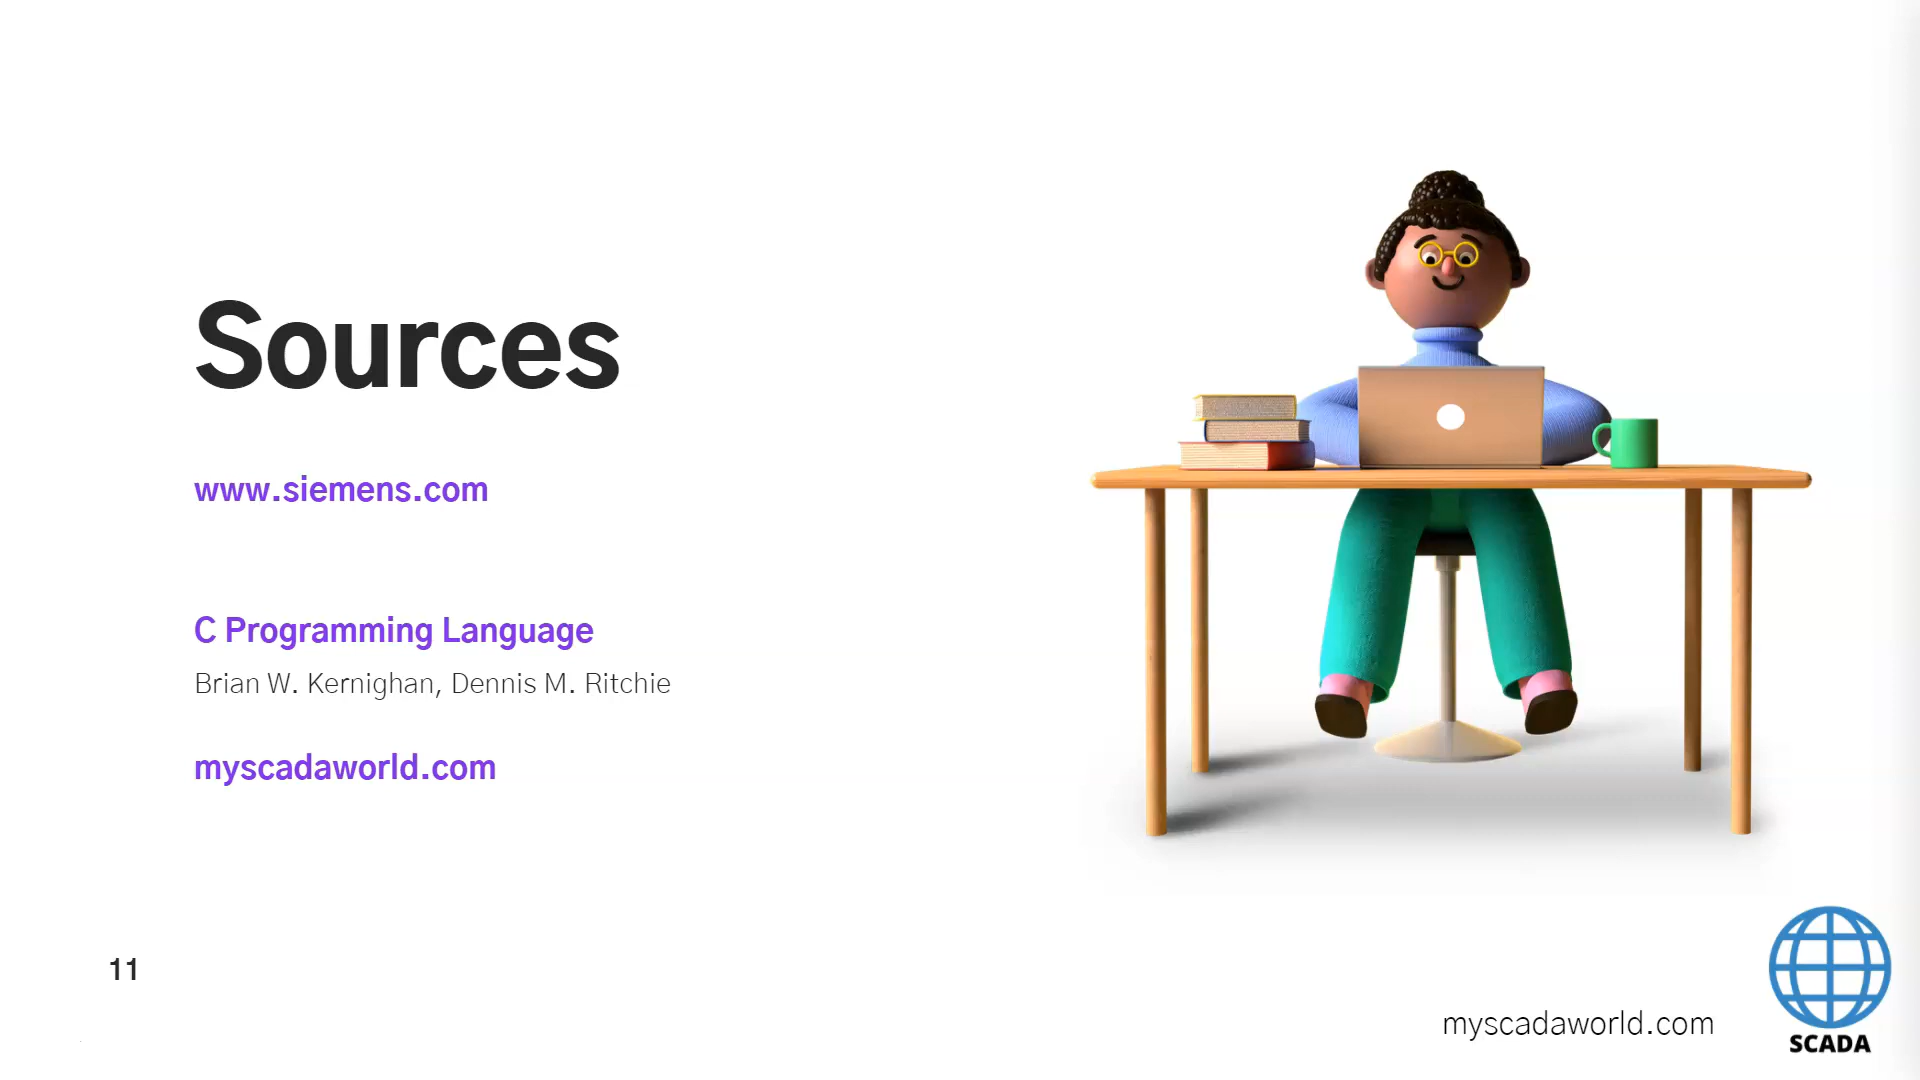 Sources
www.siemens.com
C Programming Language
Brian W. Kernighan, Dennis M. Ritchie
myscadaworld.com
11
myscadaworld.com
SCADA